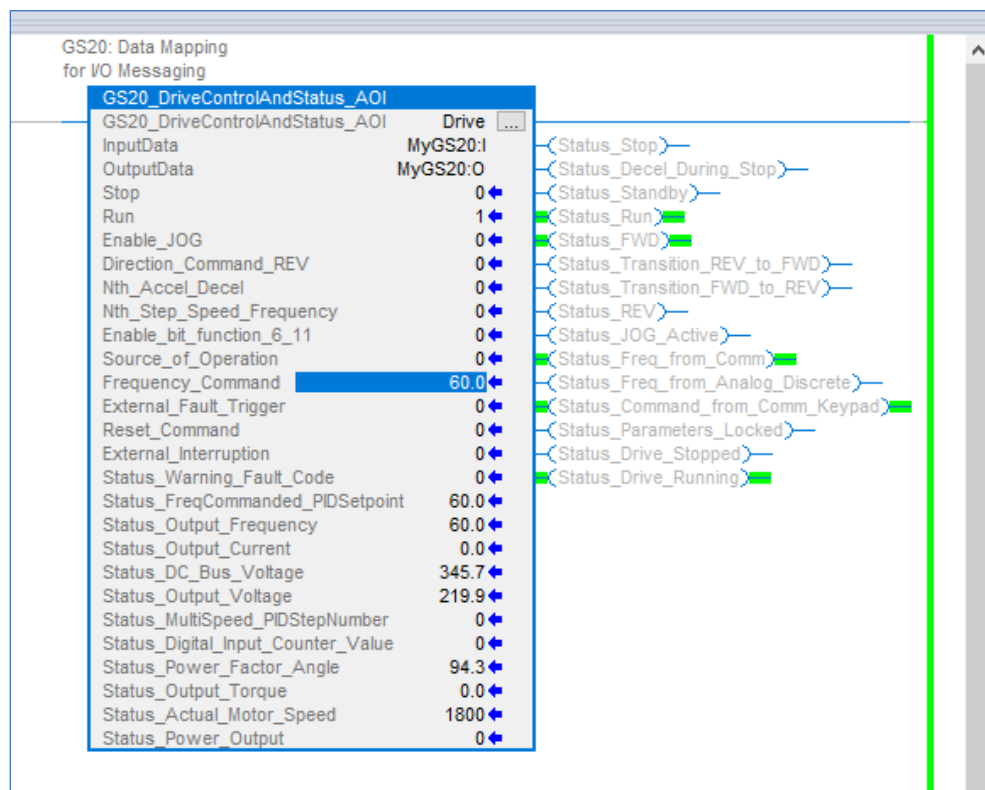 GS20: Data Mapping
for I/O Messaging
GS20_DriveControlAndStatus_AOI
GS20_DriveControlAndStatus_AOI Drive ...
InputData MyGS20:I Status_Stop
OutputData MyGS20:O Status_Decel_During_Stop
Stop 0 Status_Standby
Run 1 Status_Run
Enable_JOG 0 Status_FWD
Direction_Command_REV 0 Status_Transition_REV_to_FWD
Nth_Accel_Decel 0 Status_Transition_FWD_to_REV
Nth_Step_Speed_Frequency 0 Status_REV
Enable_bit_function_6_11 0 Status_JOG_Active
Source_of_Operation 0 Status_Freq_from_Comm
Frequency_Command 60.0 Status_Freq_from_Analog_Discrete
External_Fault_Trigger 0 Status_Command_from_Comm_Keypad
Reset_Command 0 Status_Parameters_Locked
External_Interruption 0 Status_Drive_Stopped
Status_Warning_Fault_Code 0 Status_Drive_Running
Status_FreqCommanded_PIDSetpoint 60.0
Status_Output_Frequency 60.0
Status_Output_Current 0.0
Status_DC_Bus_Voltage 345.7
Status_Output_Voltage 219.9
Status_MultiSpeed_PIDStepNumber 0
Status_Digital_Input_Counter_Value 0
Status_Power_Factor_Angle 94.3
Status_Output_Torque 0.0
Status_Actual_Motor_Speed 1800
Status_Power_Output 0